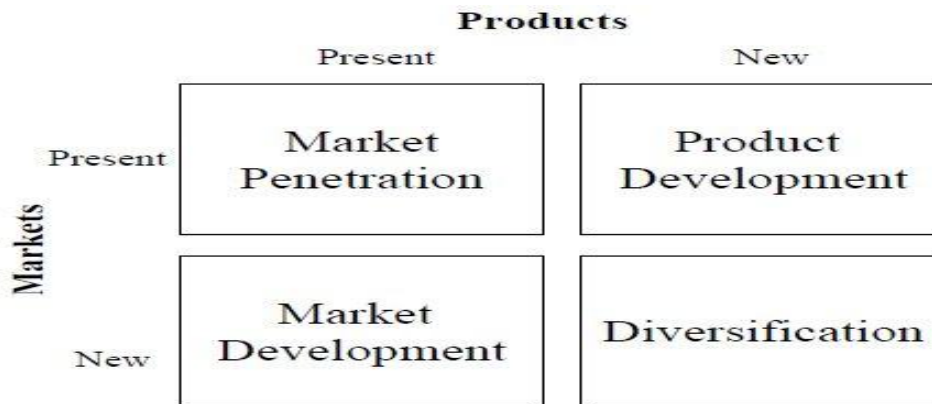 Products
Present New
Present
Market
Penetration
Product
Development
Markets
New
Market
Development
Diversification